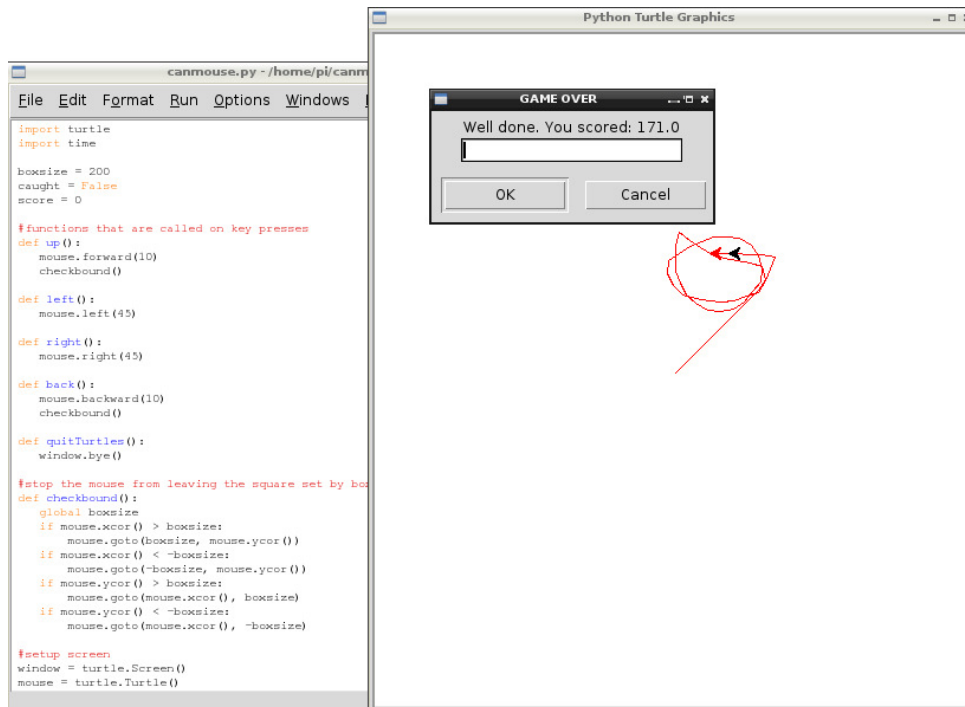 Python Turtle Graphics
canmouse.py - /home/pi/canm
File Edit Format Run Options Windows
import turtle
import time
boxsize = 200
caught = False
score = 0
#functions that are called on key presses
def up():
mouse.forward(10)
checkbound()
def left():
mouse.left(45)
def right():
mouse.right(45)
def back():
mouse.backward(10)
checkbound()
def quitTurtles():
window.bye()
#stop the mouse from leaving the square set by bo
def checkbound():
global boxsize
if mouse.xcor() > boxsize:
mouse.goto(boxsize, mouse.ycor())
if mouse.xcor() < -boxsize:
mouse.goto(-boxsize, mouse.ycor())
if mouse.ycor() > boxsize:
mouse.goto(mouse.xcor(), boxsize)
if mouse.ycor() < -boxsize:
mouse.goto(mouse.xcor(), -boxsize)
#setup screen
window = turtle.Screen()
mouse = turtle.Turtle()
GAME OVER
Well done. You scored: 171.0
OK
Cancel